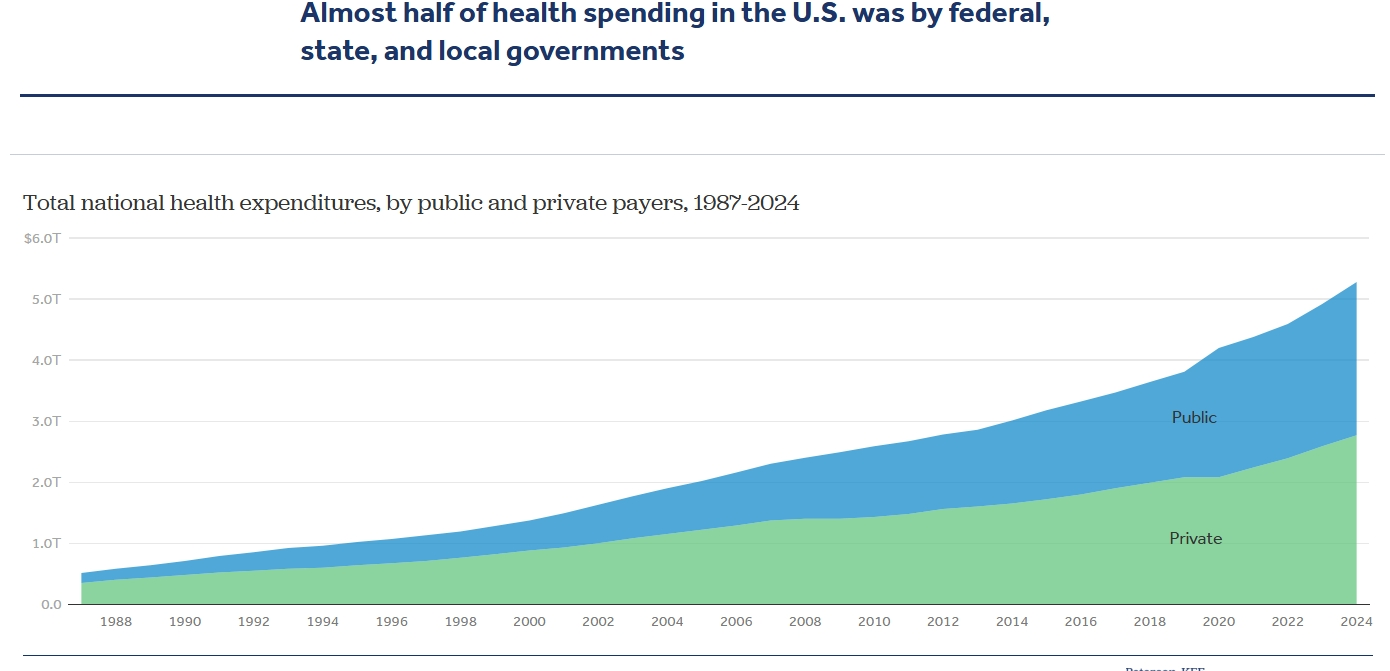 Almost half of health spending in the U.S. was by federal,
state, and local governments
Total national health expenditures, by public and private payers, 1987-2024
$6.0T
5.0T
4.0T
3.0T
Public
2.0T
Private
1.0T
0.0
1988 1990 1992 1994 1996 1998 2000 2002 2004 2006 2008 2010 2012 2014 2016 2018 2020 2022 2024